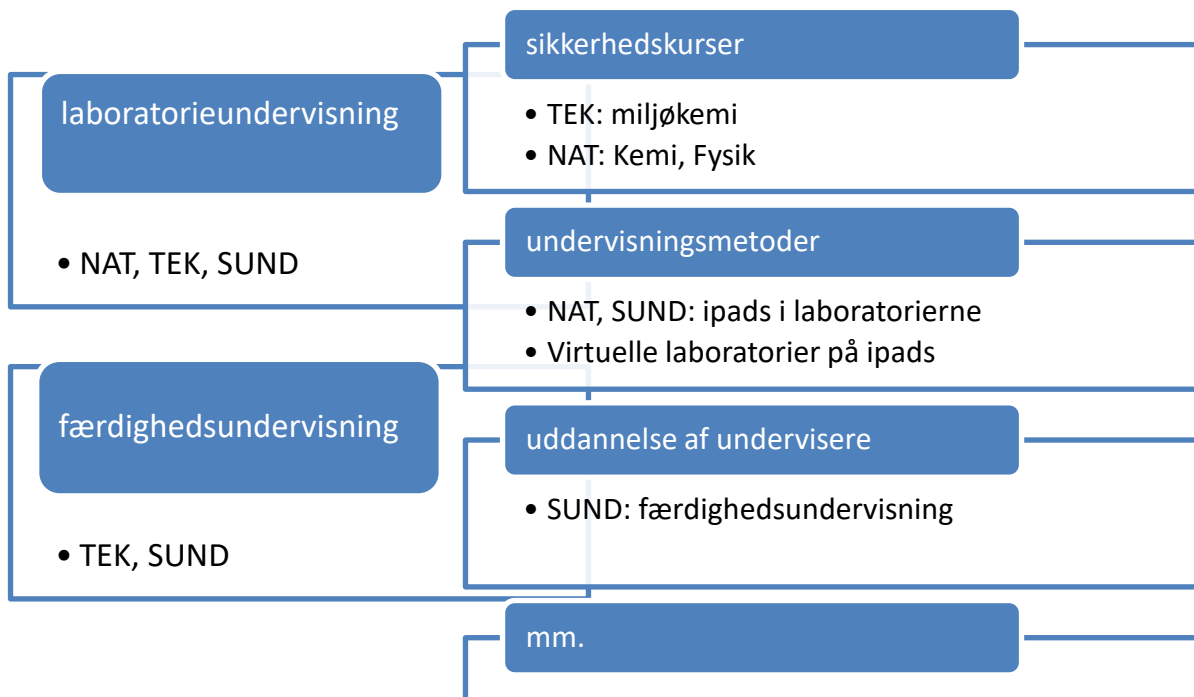 laboratorieundervisning
• NAT, TEK, SUND
færdighedsundervisning
• TEK, SUND
sikkerhedskurser
• TEK: miljøkemi
• NAT: Kemi, Fysik
undervisningsmetoder
• NAT, SUND: ipads i laboratorierne
• Virtuelle laboratorier på ipads
uddannelse af undervisere
• SUND: færdighedsundervisning
mm.